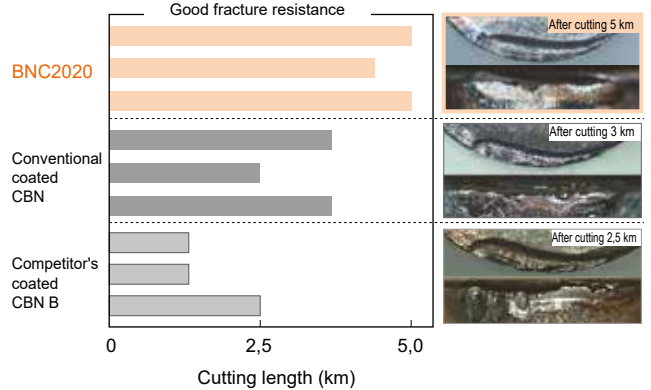 Good fracture resistance
BNC2020
Conventional
coated
CBN
Competitor's
coated
CBN B
0
2,5
5,0
Cutting length (km)
After cutting 5 km
After cutting 3 km
After cutting 2,5 km